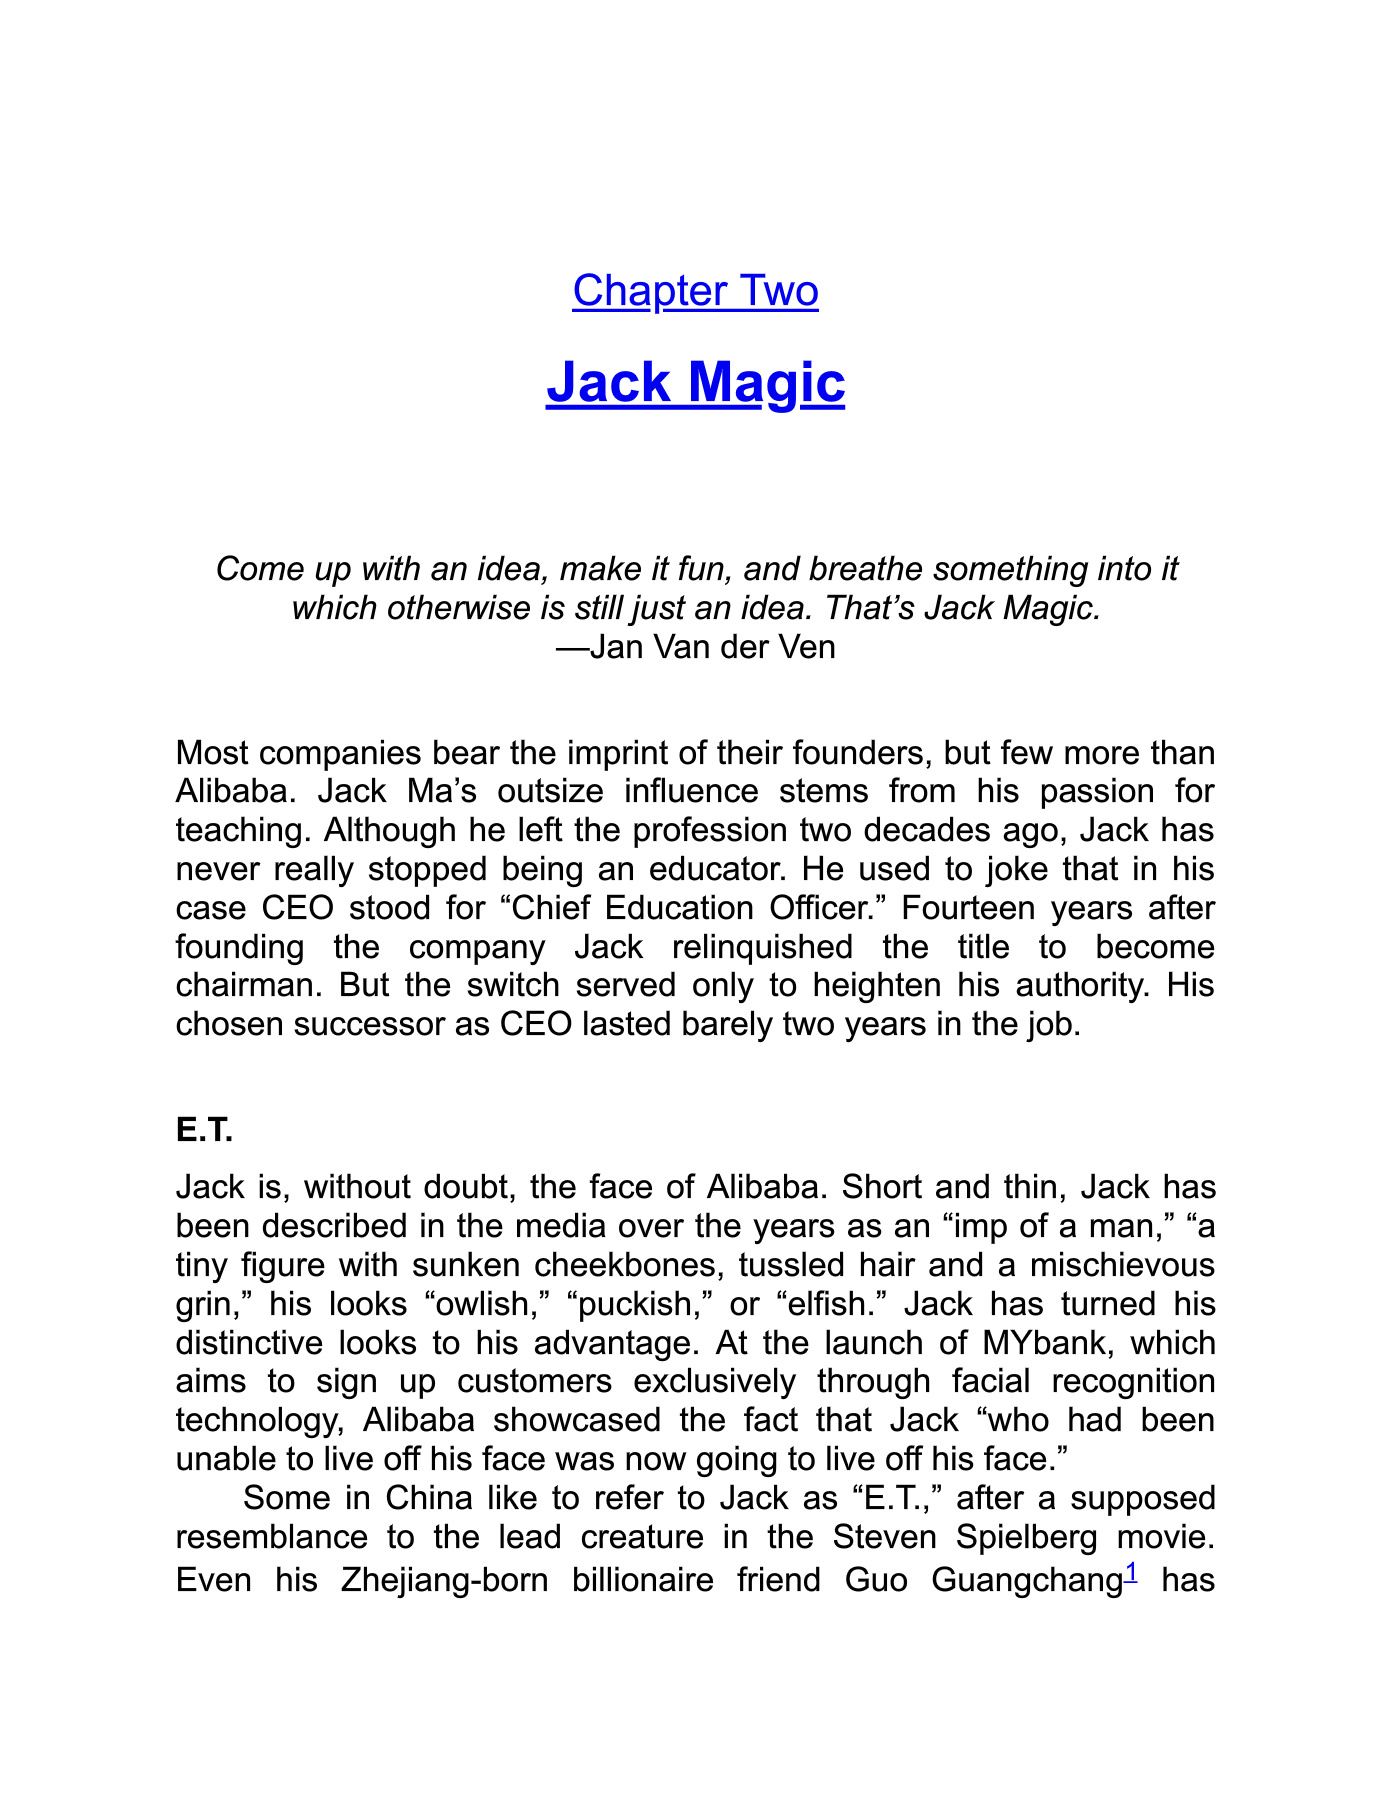 Chapter Two
Jack Magic
Come up with an idea, make it fun, and breathe something into it
which otherwise is still just an idea. That’s Jack Magic.
—Jan Van der Ven
Most companies bear the imprint of their founders, but few more than
Alibaba. Jack Ma’s outsize influence stems from his passion for
teaching. Although he left the profession two decades ago, Jack has
never really stopped being an educator. He used to joke that in his
case CEO stood for “Chief Education Officer.” Fourteen years after
founding the company Jack relinquished the title to become
chairman. But the switch served only to heighten his authority. His
chosen successor as CEO lasted barely two years in the job.
E.T.
Jack is, without doubt, the face of Alibaba. Short and thin, Jack has
been described in the media over the years as an “imp of a man,” “a
tiny figure with sunken cheekbones, tussled hair and a mischievous
grin,” his looks “owlish,” “puckish,” or “elfish.” Jack has turned his
distinctive looks to his advantage. At the launch of MYbank, which
aims to sign up customers exclusively through facial recognition
technology, Alibaba showcased the fact that Jack “who had been
unable to live off his face was now going to live off his face.”
Some in China like to refer to Jack as “E.T.,” after a supposed
resemblance to the lead creature in the Steven Spielberg movie.
Even his Zhejiang-born billionaire friend Guo Guangchang1 has